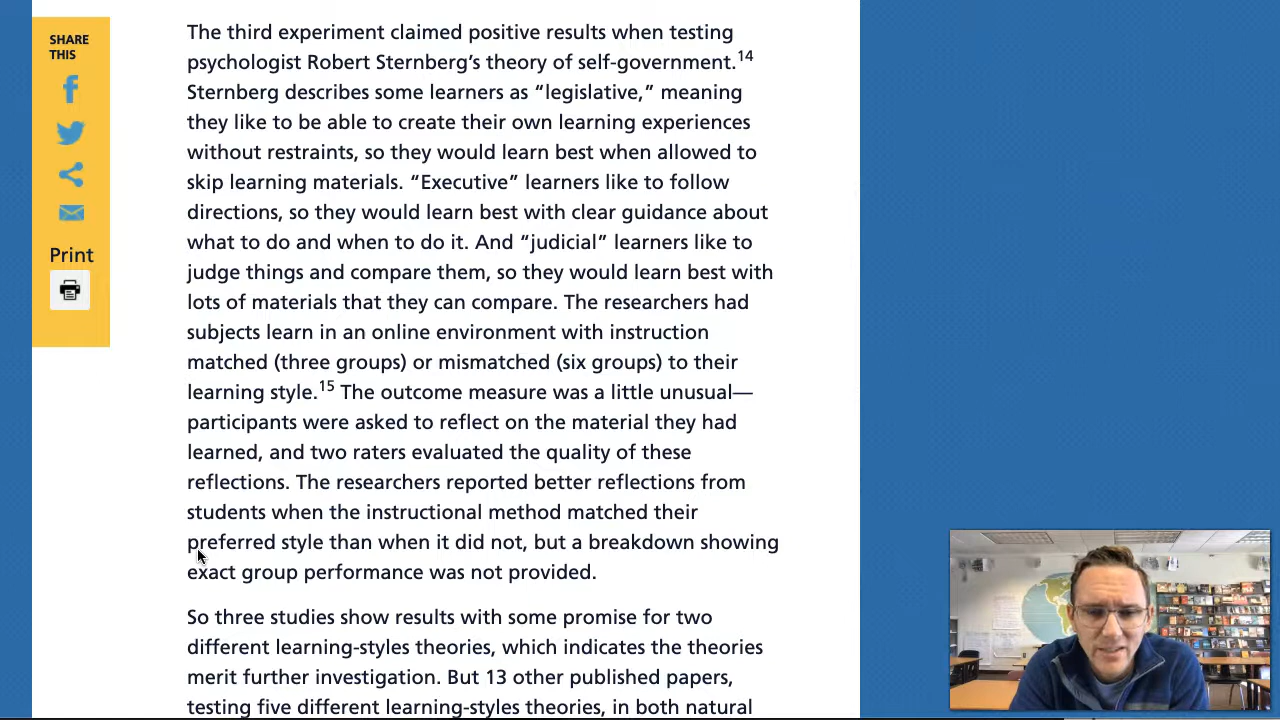 SHARE
THIS
Print
The third experiment claimed positive results when testing
psychologist Robert Sternberg’s theory of self-government.14
Sternberg describes some learners as “legislative,” meaning
they like to be able to create their own learning experiences
without restraints, so they would learn best when allowed to
skip learning materials. “Executive” learners like to follow
directions, so they would learn best with clear guidance about
what to do and when to do it. And “judicial” learners like to
judge things and compare them, so they would learn best with
lots of materials that they can compare. The researchers had
subjects learn in an online environment with instruction
matched (three groups) or mismatched (six groups) to their
learning style.15 The outcome measure was a little unusual—
participants were asked to reflect on the material they had
learned, and two raters evaluated the quality of these
reflections. The researchers reported better reflections from
students when the instructional method matched their
preferred style than when it did not, but a breakdown showing
exact group performance was not provided.
So three studies show results with some promise for two
different learning-styles theories, which indicates the theories
merit further investigation. But 13 other published papers,
testing five different learning-styles theories, in both natural